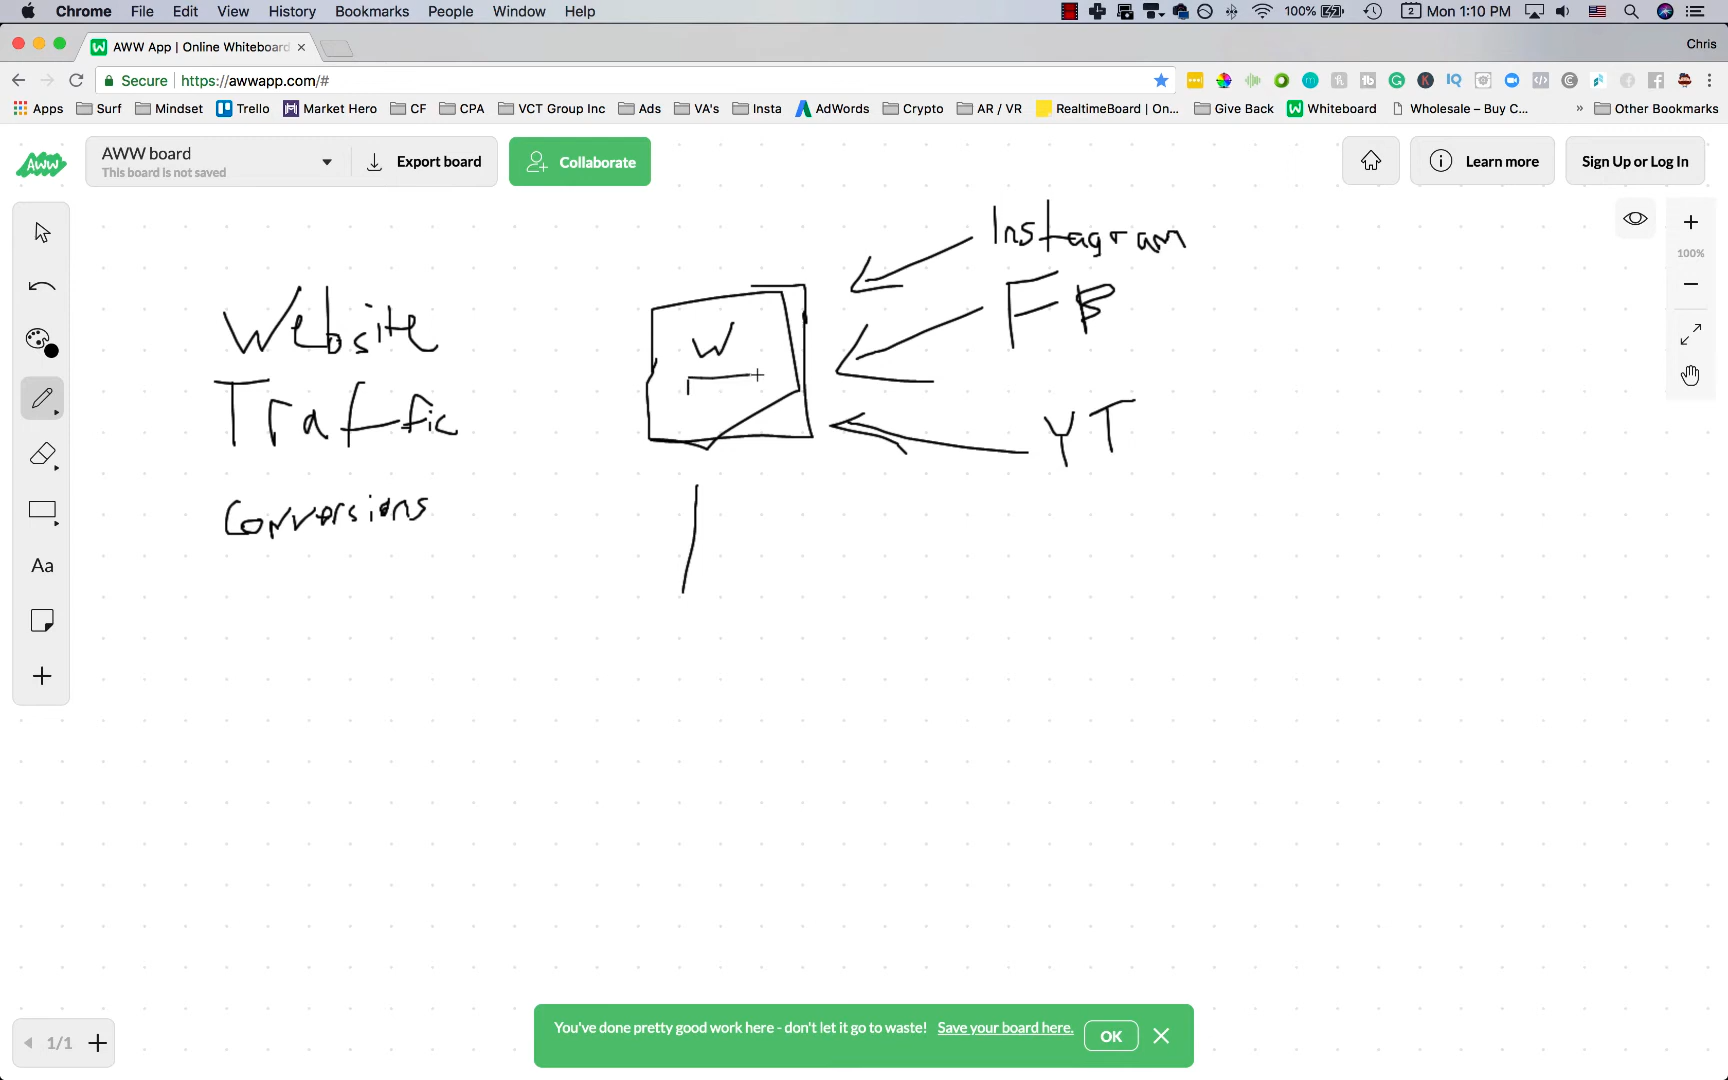 Chrome File Edit View History Bookmarks People Window Help 100% 2 Mon 1:10 PM
AWW App | Online Whiteboard Chris
Secure https://awwapp.com/#
Apps Surf Mindset Trello Market Hero CF CPA VCT Group Inc Ads VA's Insta AdWords Crypto AR / VR RealtimeBoard | On... Give Back Whiteboard Wholesale – Buy C... » Other Bookmarks
AWW
AWW board
This board is not saved
Export board
Collaborate
Learn more
Sign Up or Log In
100%
Aa
Instagram
Website
W
FB
Traffic
YT
Conversions
1/1
You've done pretty good work here - don't let it go to waste! Save your board here. OK